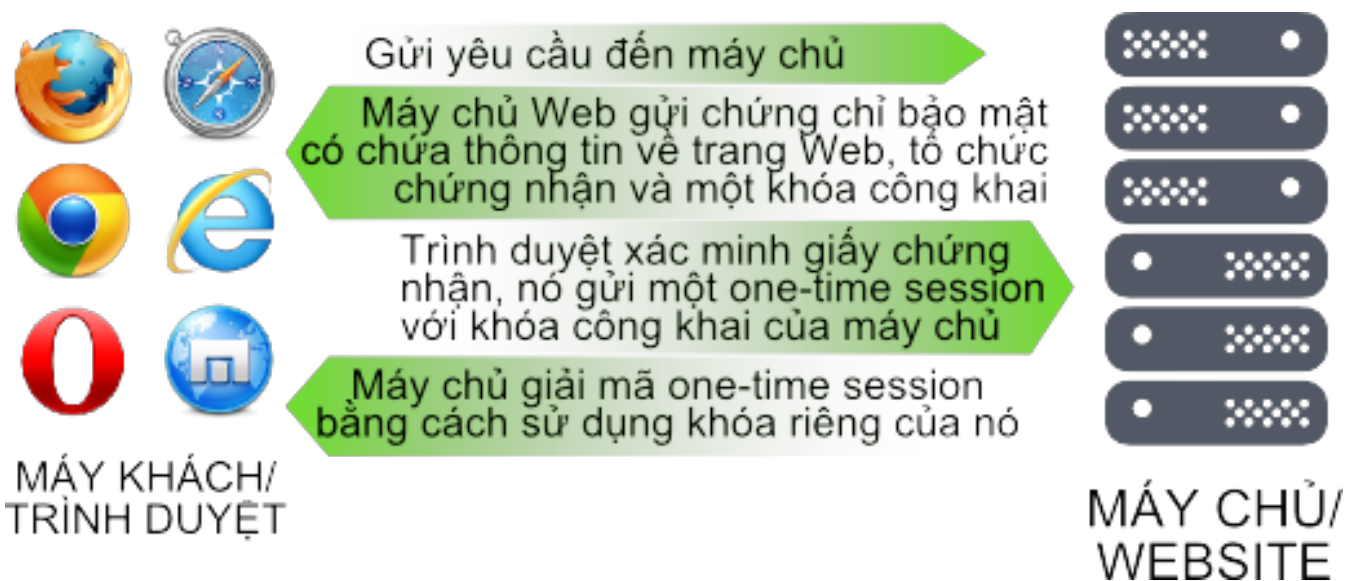 Gửi yêu cầu đến máy chủ
Máy chủ Web gửi chứng chỉ bảo mật
có chứa thông tin về trang Web, tổ chức
chứng nhận và một khóa công khai
Trình duyệt xác minh giấy chứng
nhận, nó gửi một one-time session
với khóa công khai của máy chủ
Máy chủ giải mã one-time session
bằng cách sử dụng khóa riêng của nó
MÁY KHÁCH/
TRÌNH DUYỆT
MÁY CHỦ/
WEBSITE